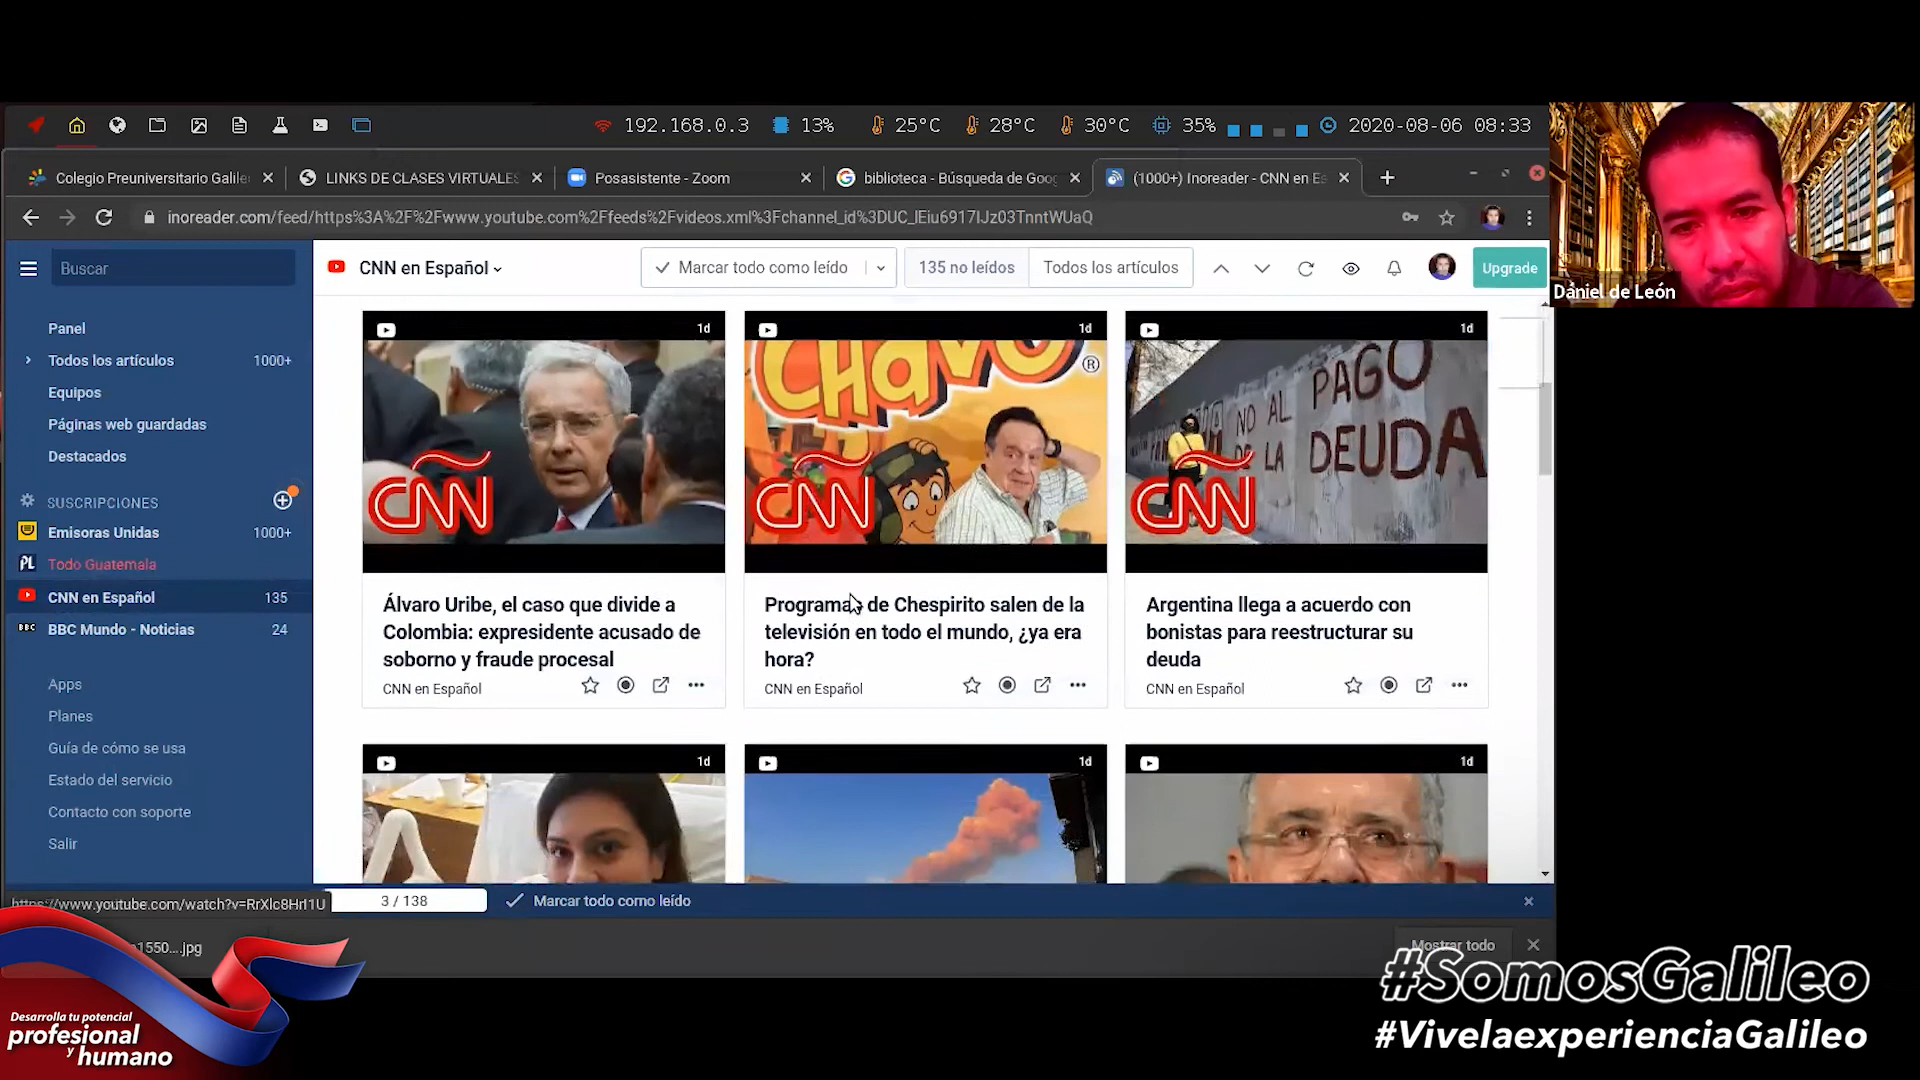 192.168.0.3 13% 25°C 28°C 30°C 35% 2020-08-06 08:33
Colegio Preuniversitario Galile
LINKS DE CLASES VIRTUALES
Posasistente - Zoom
biblioteca - Búsqueda de Goog
(1000+) Inoreader - CNN en Es
inoreader.com/feed/https%3A%2F%2Fwww.youtube.com%2Ffeeds%2Fvideos.xml%3Fchannel_id%3DUC_lEiu6917IJz03TnntWUaQ
Dániel de León
Buscar
CNN en Español
Marcar todo como leído
135 no leídos
Todos los artículos
Upgrade
Panel
Todos los artículos 1000+
Equipos
Páginas web guardadas
Destacados
SUSCRIPCIONES
Emisoras Unidas 1000+
PL Todo Guatemala
CNN en Español 135
BBC BBC Mundo - Noticias 24
Apps
Planes
Guía de cómo se usa
Estado del servicio
Contacto con soporte
Salir
1d
CNN
Álvaro Uribe, el caso que divide a
Colombia: expresidente acusado de
soborno y fraude procesal
CNN en Español
1d
CHAVO
®
CNN
Programas de Chespirito salen de la
televisión en todo el mundo, ¿ya era
hora?
CNN en Español
1d
NO AL PAGO
DE LA DEUDA
CNN
Argentina llega a acuerdo con
bonistas para reestructurar su
deuda
CNN en Español
1d
1d
1d
https://www.youtube.com/watch?v=RrXlc8HrI1U
3 / 138
Marcar todo como leído
1550....jpg
Mostrar todo
Desarrolla tu potencial
profesional
y humano
#SomosGalileo
#VivelaexperienciaGalileo